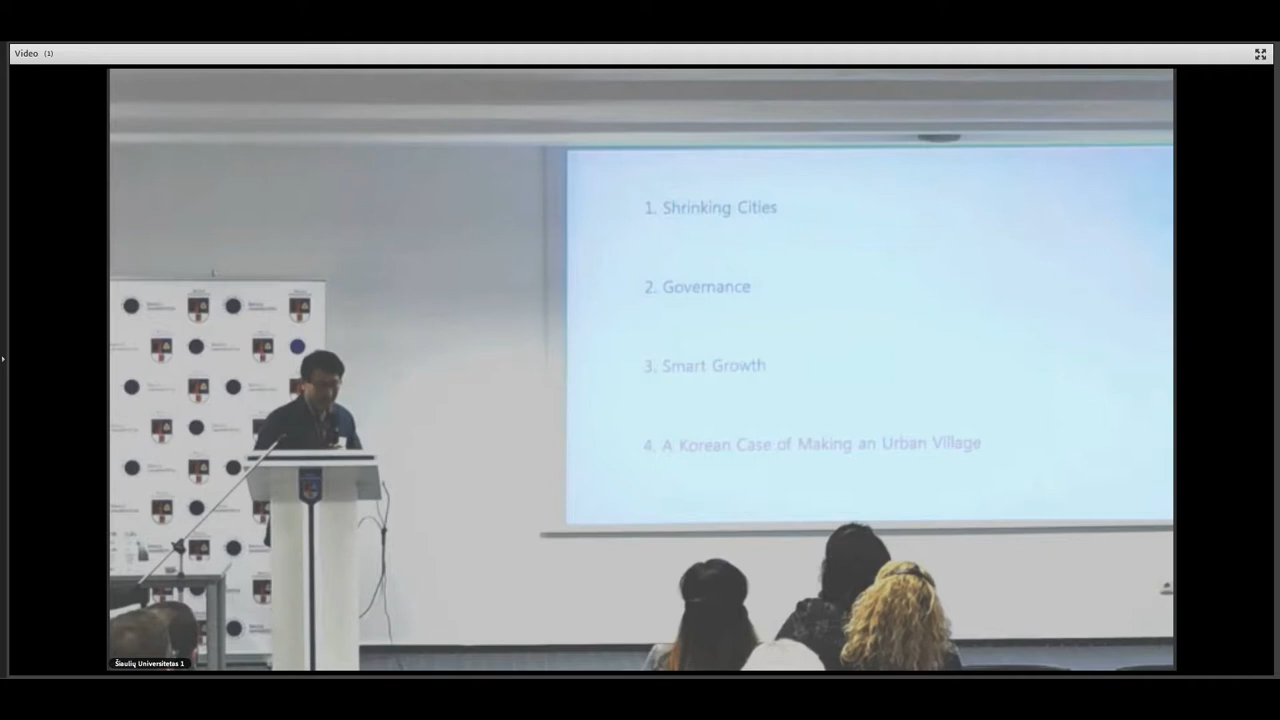 Video (1)
1. Shrinking Cities
2. Governance
3. Smart Growth
4. A Korean Case of Making an Urban Village
Šiaulių Universitetas 1